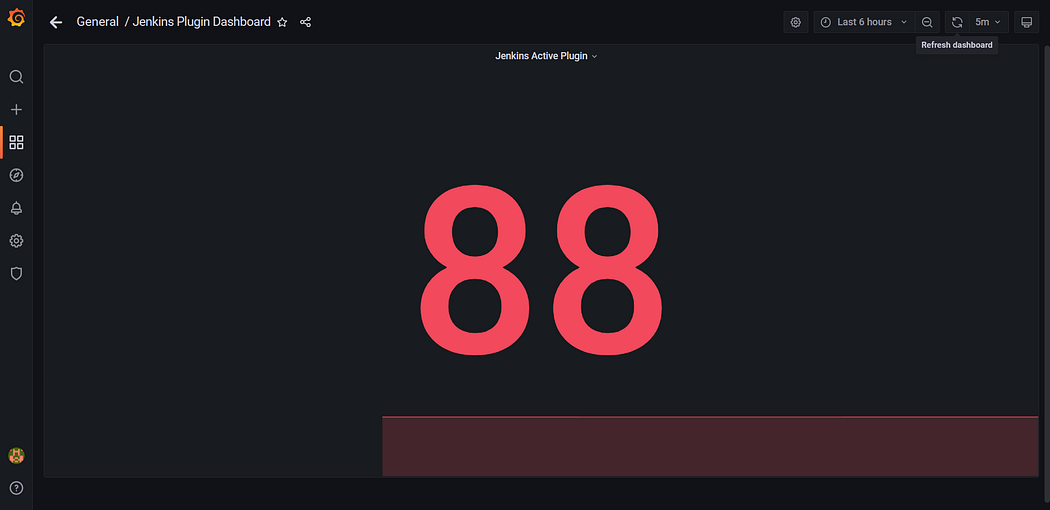 General / Jenkins Plugin Dashboard
Last 6 hours
5m
Refresh dashboard
Jenkins Active Plugin
88